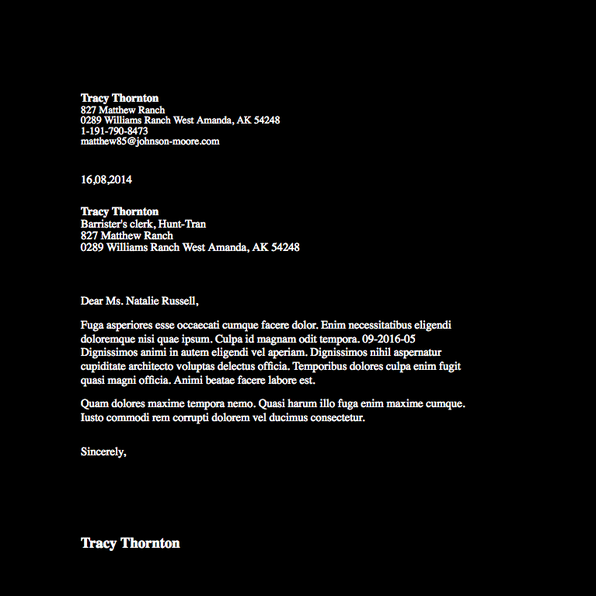 Tracy Thornton
827 Matthew Ranch
0289 Williams Ranch West Amanda, AK 54248
1-191-790-8473
matthew85@johnson-moore.com
16,08,2014
Tracy Thornton
Barrister's clerk, Hunt-Tran
827 Matthew Ranch
0289 Williams Ranch West Amanda, AK 54248
Dear Ms. Natalie Russell,
Fuga asperiores esse occaecati cumque facere dolor. Enim necessitatibus eligendi
doloremque nisi quae ipsum. Culpa id magnam odit tempora. 09-2016-05
Dignissimos animi in autem eligendi vel aperiam. Dignissimos nihil aspernatur
cupiditate architecto voluptas delectus officia. Temporibus dolores culpa enim fugit
quasi magni officia. Animi beatae facere labore est.
Quam dolores maxime tempora nemo. Quasi harum illo fuga enim maxime cumque.
Iusto commodi rem corrupti dolorem vel ducimus consectetur.
Sincerely,
Tracy Thornton